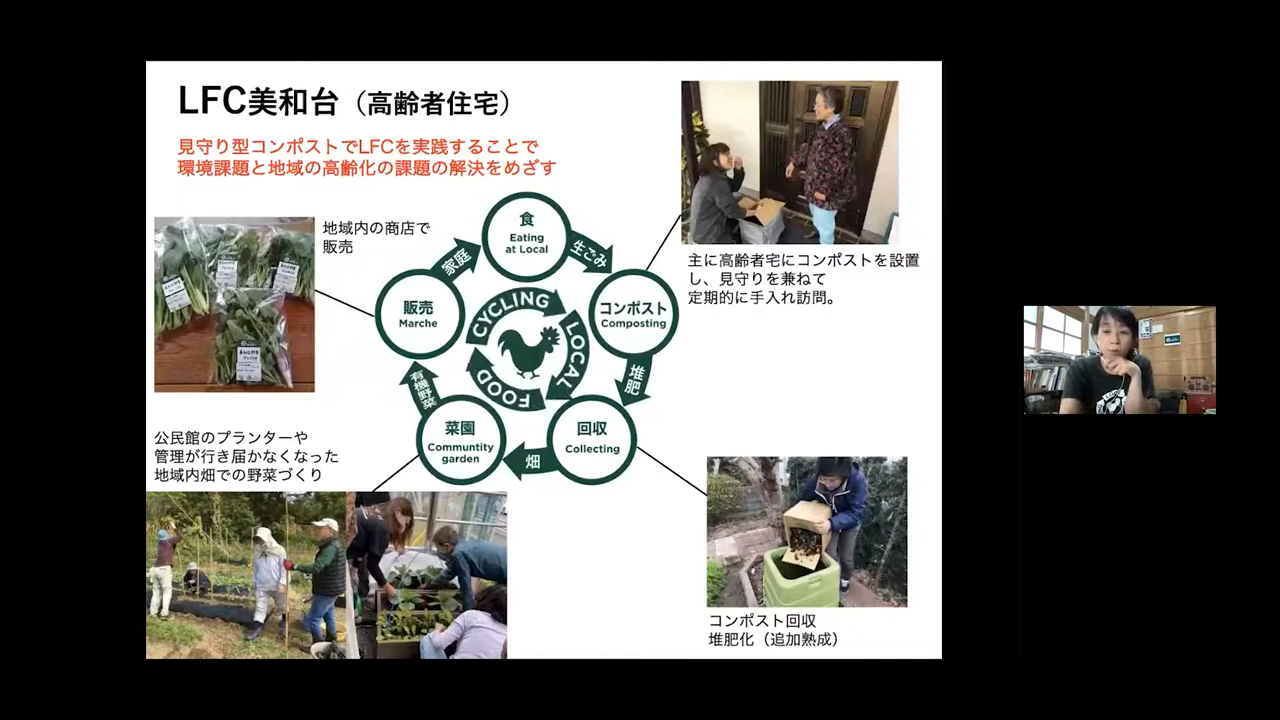 LFC美和台（高齢者住宅）
見守り型コンポストでLFCを実践することで
環境課題と地域の高齢化の課題の解決をめざす
地域内の商店で
販売
食
Eating
at Local
生ごみ
コンポスト
Composting
堆肥
回収
Collecting
畑
菜園
Communtity
garden
有機野菜
販売
Marche
家庭
LOCAL
FOOD
CYCLING
主に高齢者宅にコンポストを設置
し、見守りを兼ねて
定期的に手入れ訪問。
公民館のプランターや
管理が行き届かなくなった
地域内畑での野菜づくり
コンポスト回収
堆肥化（追加熟成）